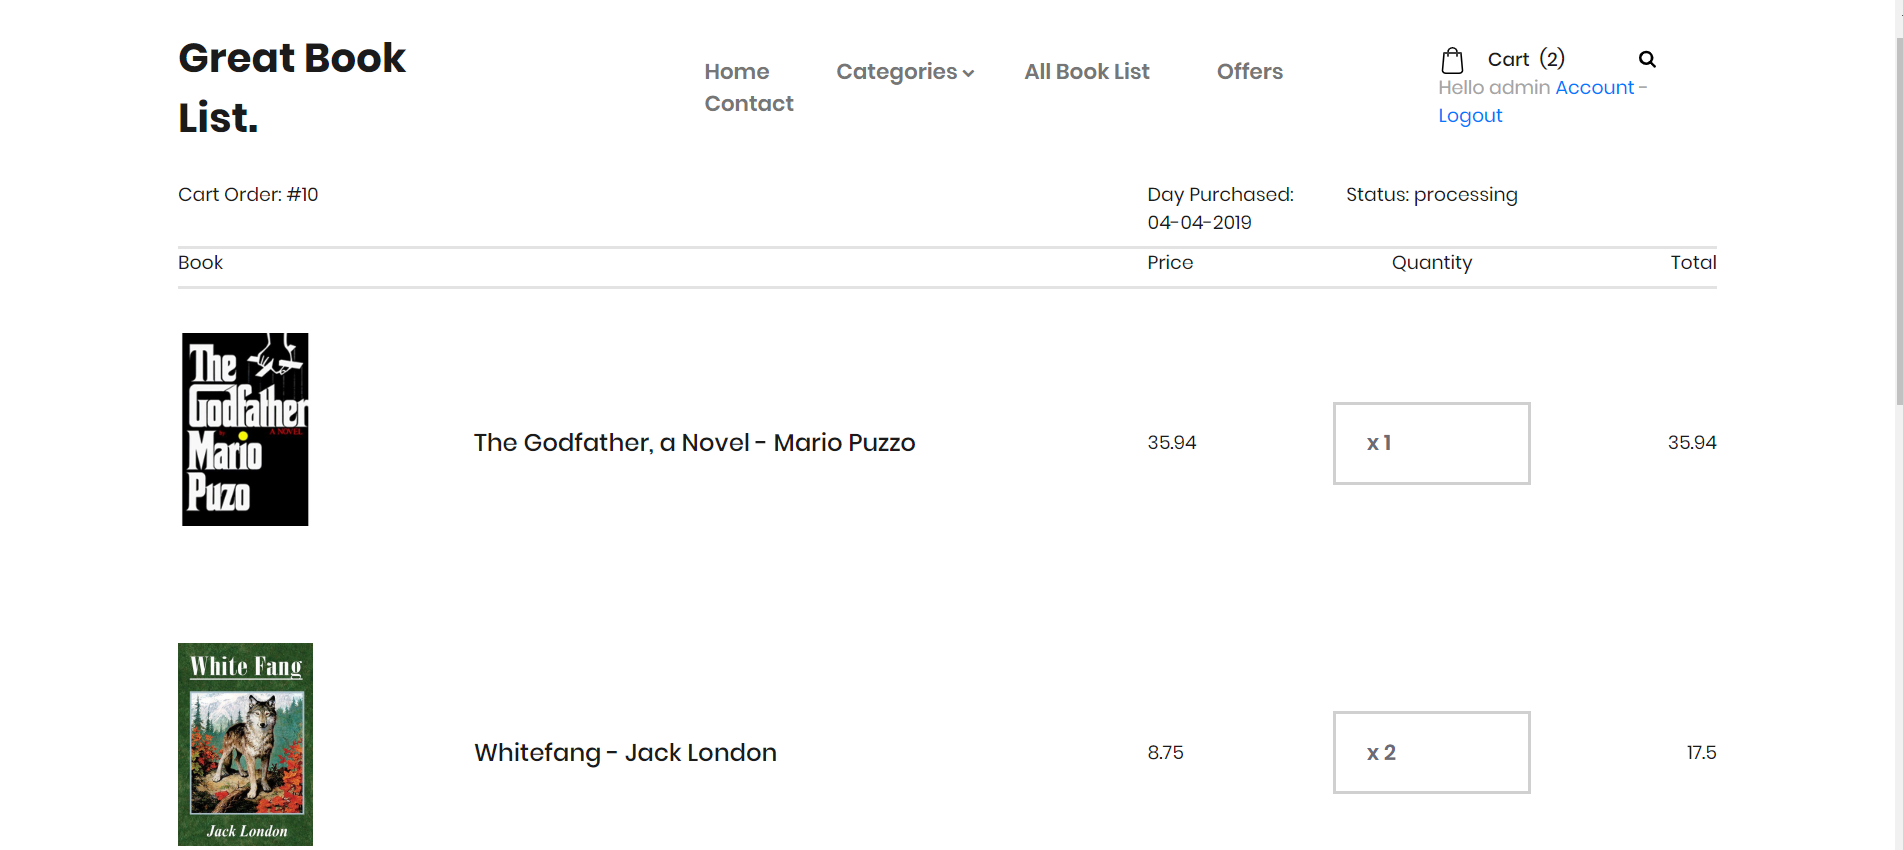 Great Book
List.
Home Categories All Book List Offers
Contact
Cart (2)
Hello admin Account -
Logout
Cart Order: #10
Day Purchased:
04-04-2019
Status: processing
Book Price Quantity Total
The
Godfather
by A NOVEL
Mario
Puzo
The Godfather, a Novel - Mario Puzzo 35.94 x 1 35.94
White Fang
Jack London
Whitefang - Jack London 8.75 x 2 17.5